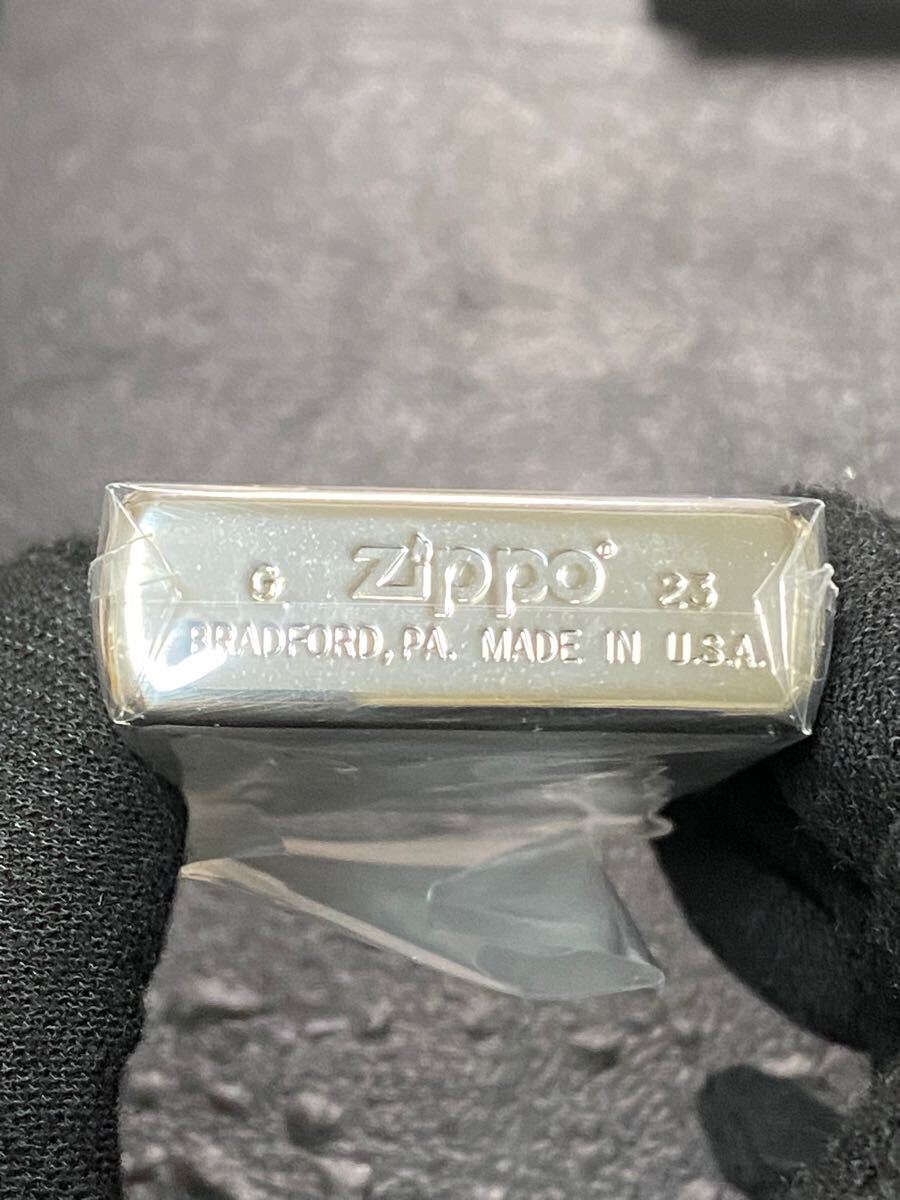 G Zippo® 23
BRADFORD, PA. MADE IN U.S.A.